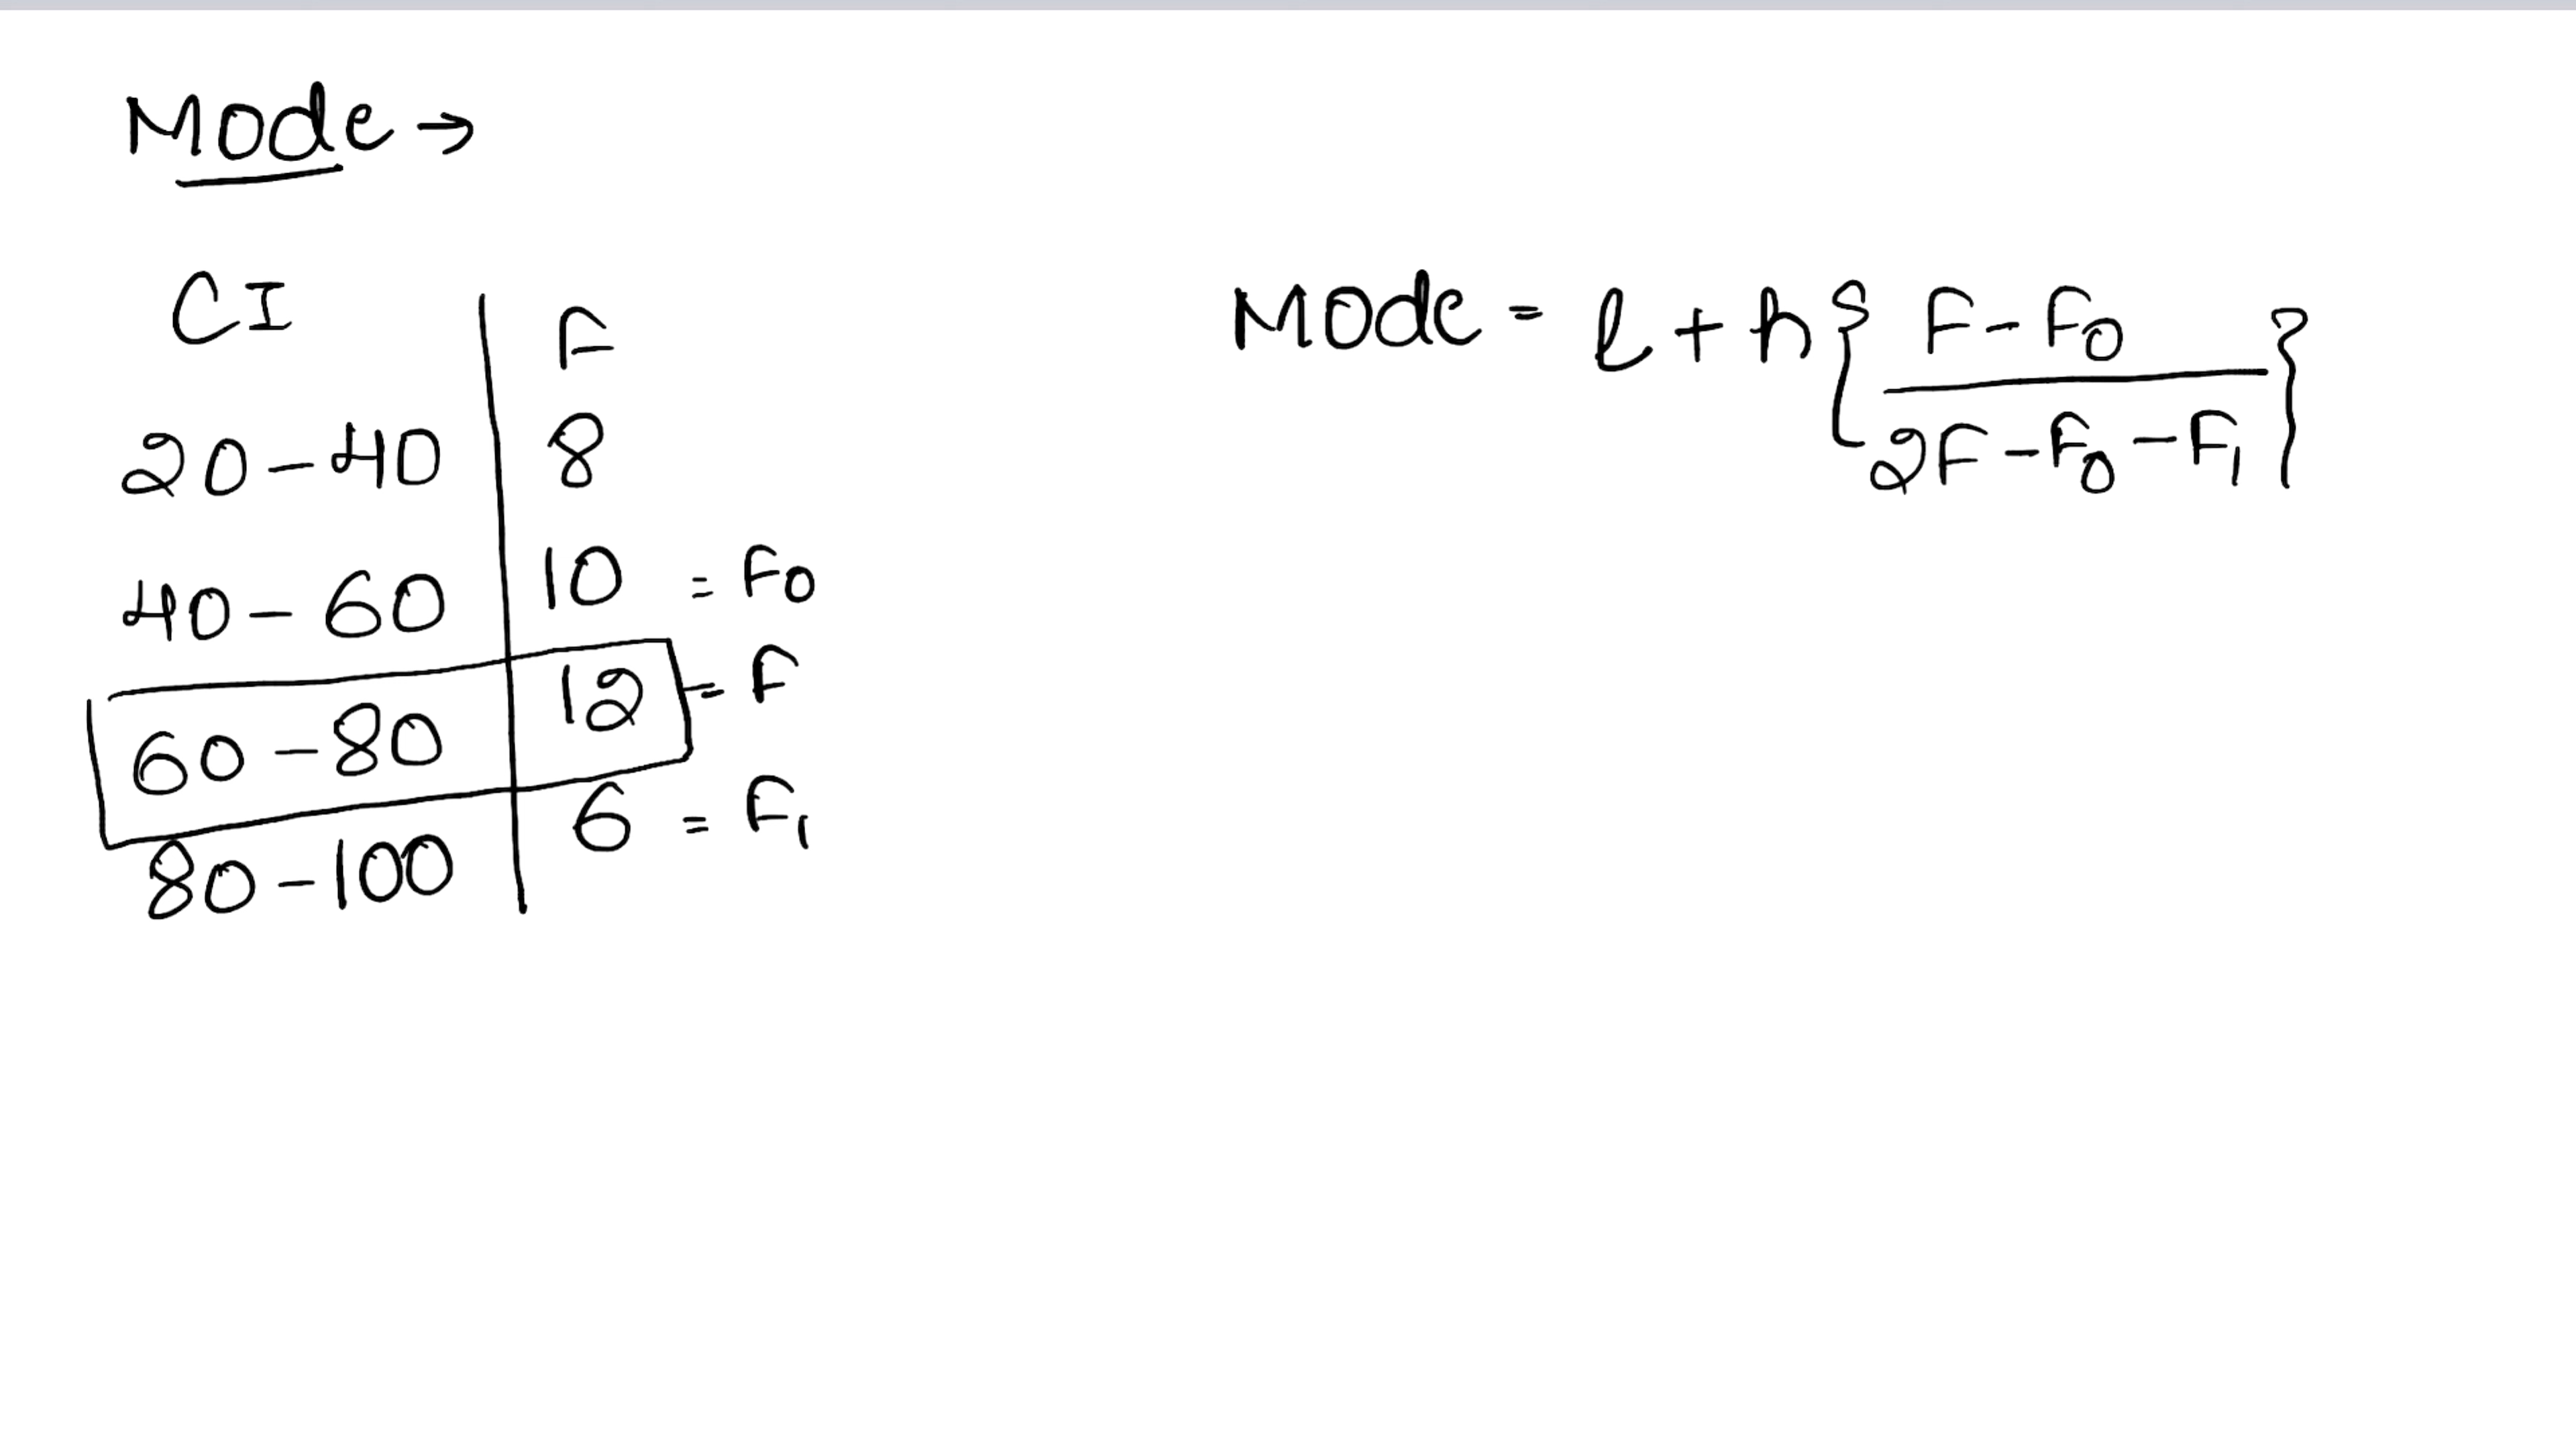 Mode →
CI | F
20-40 | 8
40-60 | 10 = F0
60-80 | 12 = F
80-100 | 6 = F₁
Mode = l + h { F-F₀ / 2F-F₀-F₁ }